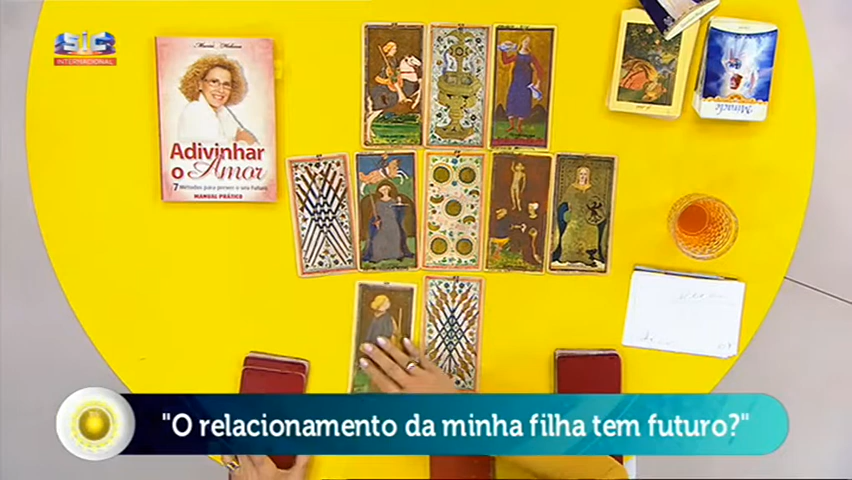 SIC
INTERNACIONAL
Maria Helena
Adivinhar
o Amor
7 Métodos para prever o seu Futuro
MANUAL PRÁTICO
Miracle
"O relacionamento da minha filha tem futuro?"